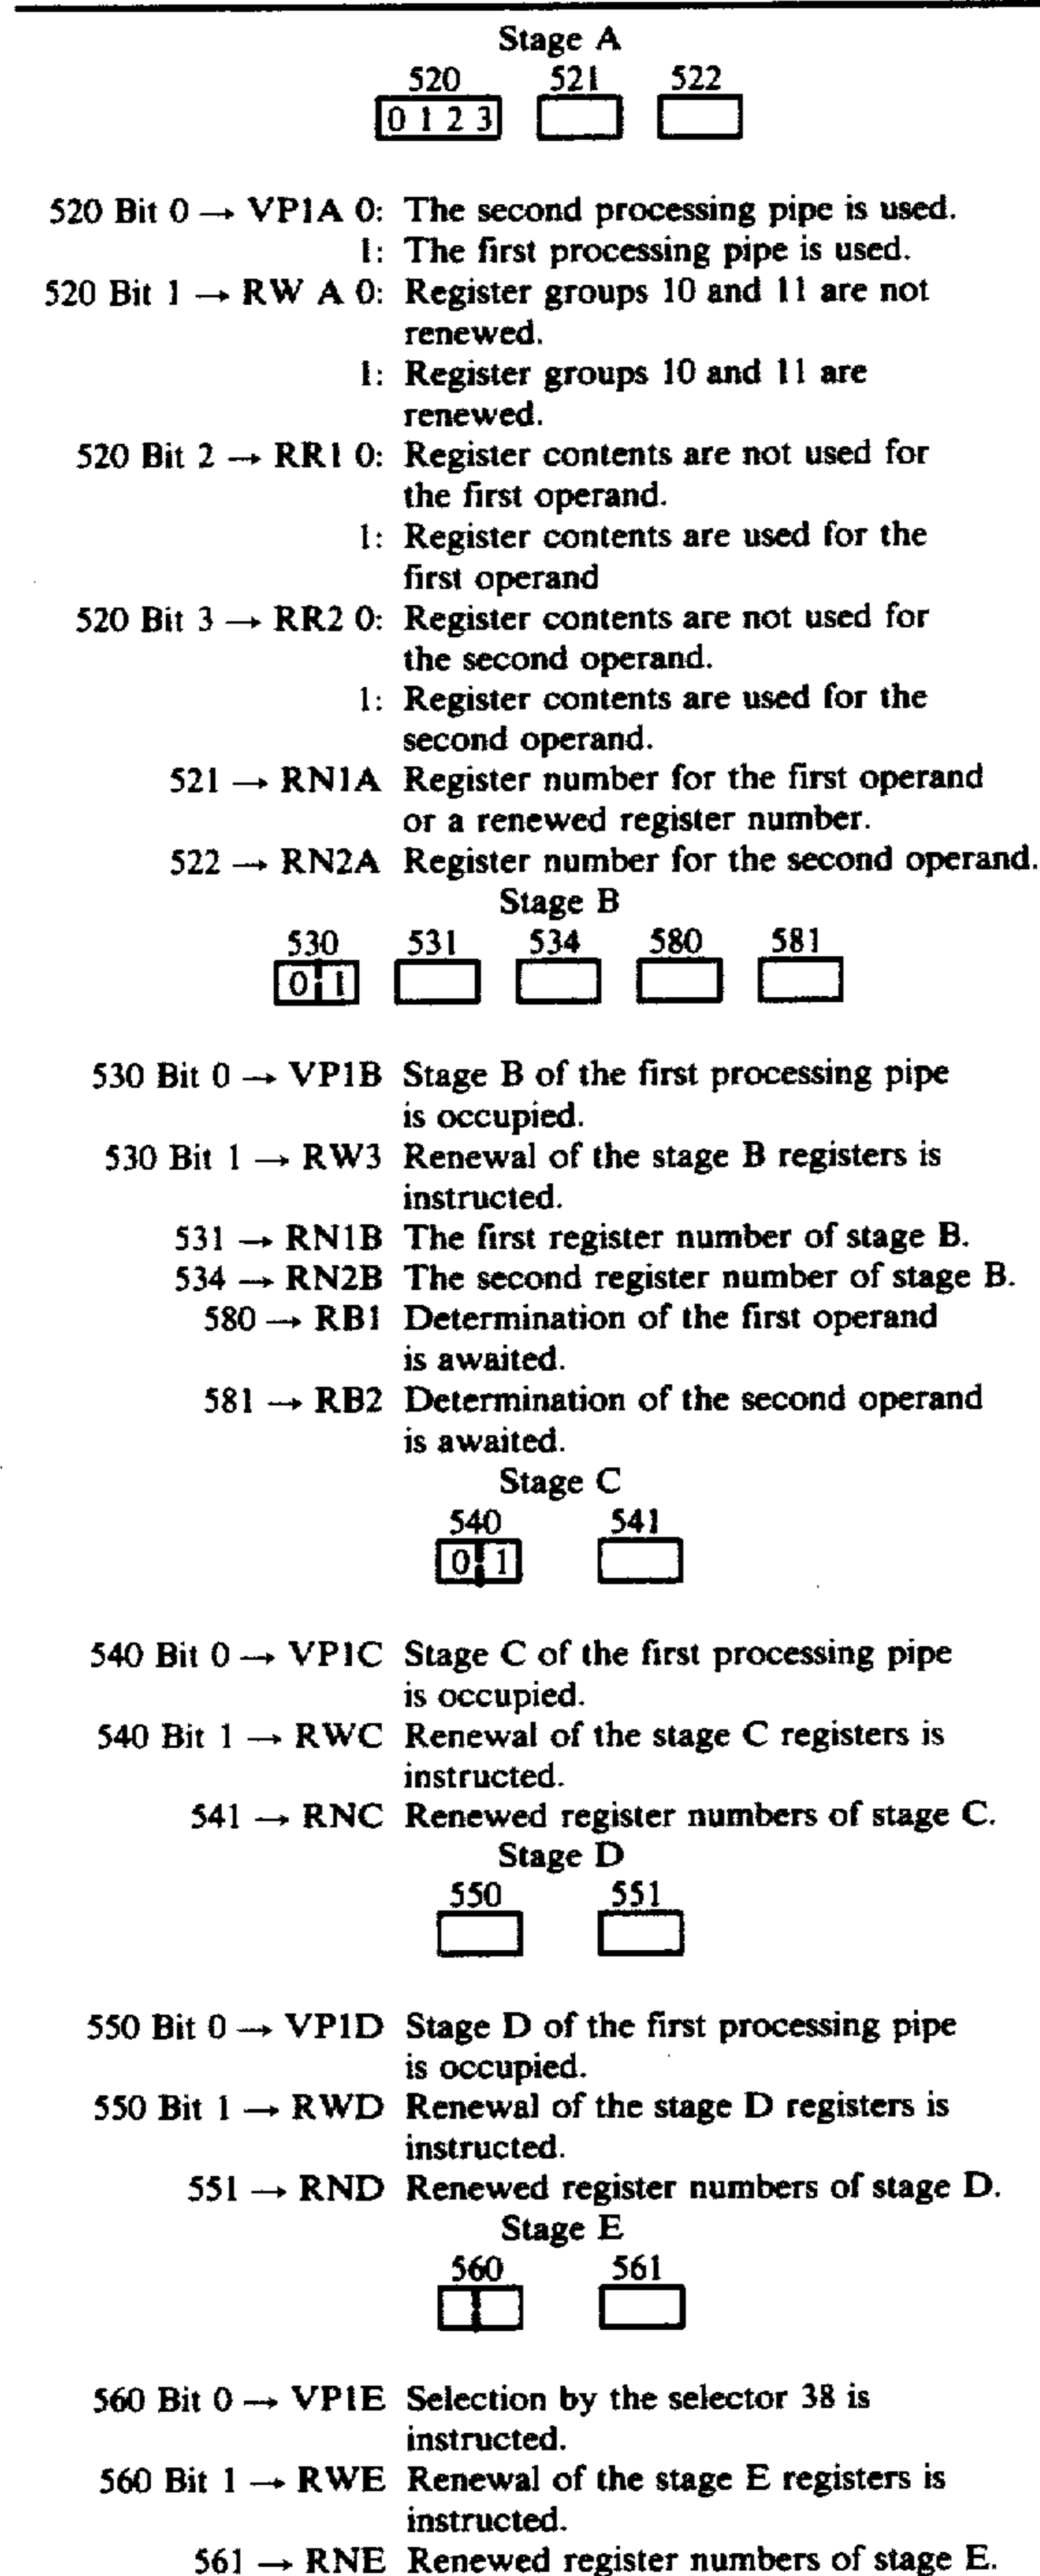 Stage A
520 521 522
0 1 2 3
520 Bit 0 → VP1A 0: The second processing pipe is used.
1: The first processing pipe is used.
520 Bit 1 → RW A 0: Register groups 10 and 11 are not
renewed.
1: Register groups 10 and 11 are
renewed.
520 Bit 2 → RR1 0: Register contents are not used for
the first operand.
1: Register contents are used for the
first operand
520 Bit 3 → RR2 0: Register contents are not used for
the second operand.
1: Register contents are used for the
second operand.
521 → RN1A Register number for the first operand
or a renewed register number.
522 → RN2A Register number for the second operand.
Stage B
530 531 534 580 581
0 1
530 Bit 0 → VP1B Stage B of the first processing pipe
is occupied.
530 Bit 1 → RW3 Renewal of the stage B registers is
instructed.
531 → RN1B The first register number of stage B.
534 → RN2B The second register number of stage B.
580 → RB1 Determination of the first operand
is awaited.
581 → RB2 Determination of the second operand
is awaited.
Stage C
540 541
0 1
540 Bit 0 → VP1C Stage C of the first processing pipe
is occupied.
540 Bit 1 → RWC Renewal of the stage C registers is
instructed.
541 → RNC Renewed register numbers of stage C.
Stage D
550 551
550 Bit 0 → VP1D Stage D of the first processing pipe
is occupied.
550 Bit 1 → RWD Renewal of the stage D registers is
instructed.
551 → RND Renewed register numbers of stage D.
Stage E
560 561
560 Bit 0 → VP1E Selection by the selector 38 is
instructed.
560 Bit 1 → RWE Renewal of the stage E registers is
instructed.
561 → RNE Renewed register numbers of stage E.